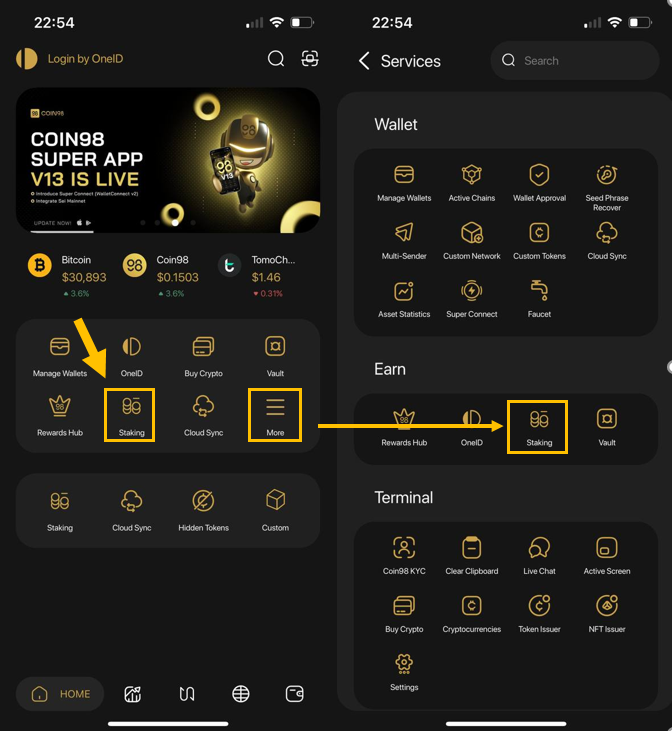 22:54
Login by OneID
COIN98
COIN98
SUPER APP
V13 IS LIVE
Introduce Super Connect (WalletConnect v2)
Integrate Sei Mainnet
UPDATE NOW!
V13
Bitcoin
$30,893
3.6%
Coin98
$0.1503
3.6%
TomoCh...
$1.46
0.31%
Manage Wallets
OneID
Buy Crypto
Vault
Rewards Hub
Staking
Cloud Sync
More
Staking
Cloud Sync
Hidden Tokens
Custom
HOME
22:54
Services
Search
Wallet
Manage Wallets
Active Chains
Wallet Approval
Seed Phrase
Recover
Multi-Sender
Custom Network
Custom Tokens
Cloud Sync
Asset Statistics
Super Connect
Faucet
Earn
Rewards Hub
OneID
Staking
Vault
Terminal
Coin98 KYC
Clear Clipboard
Live Chat
Active Screen
Buy Crypto
Cryptocurrencies
Token Issuer
NFT Issuer
Settings